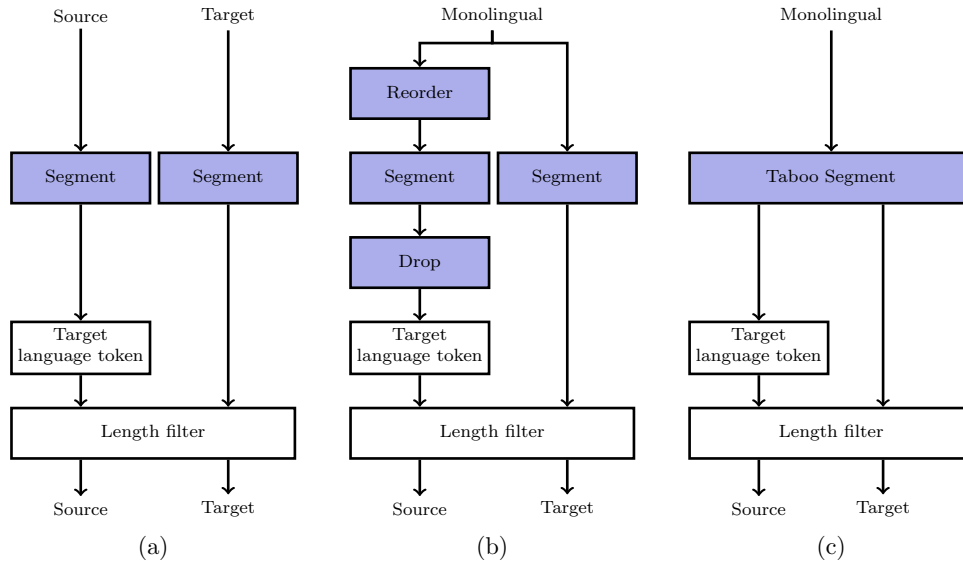 Source
Target
Segment
Segment
Target
language token
Length filter
Source
Target
(a)
Monolingual
Reorder
Segment
Segment
Drop
Target
language token
Length filter
Source
Target
(b)
Monolingual
Taboo Segment
Target
language token
Length filter
Source
Target
(c)